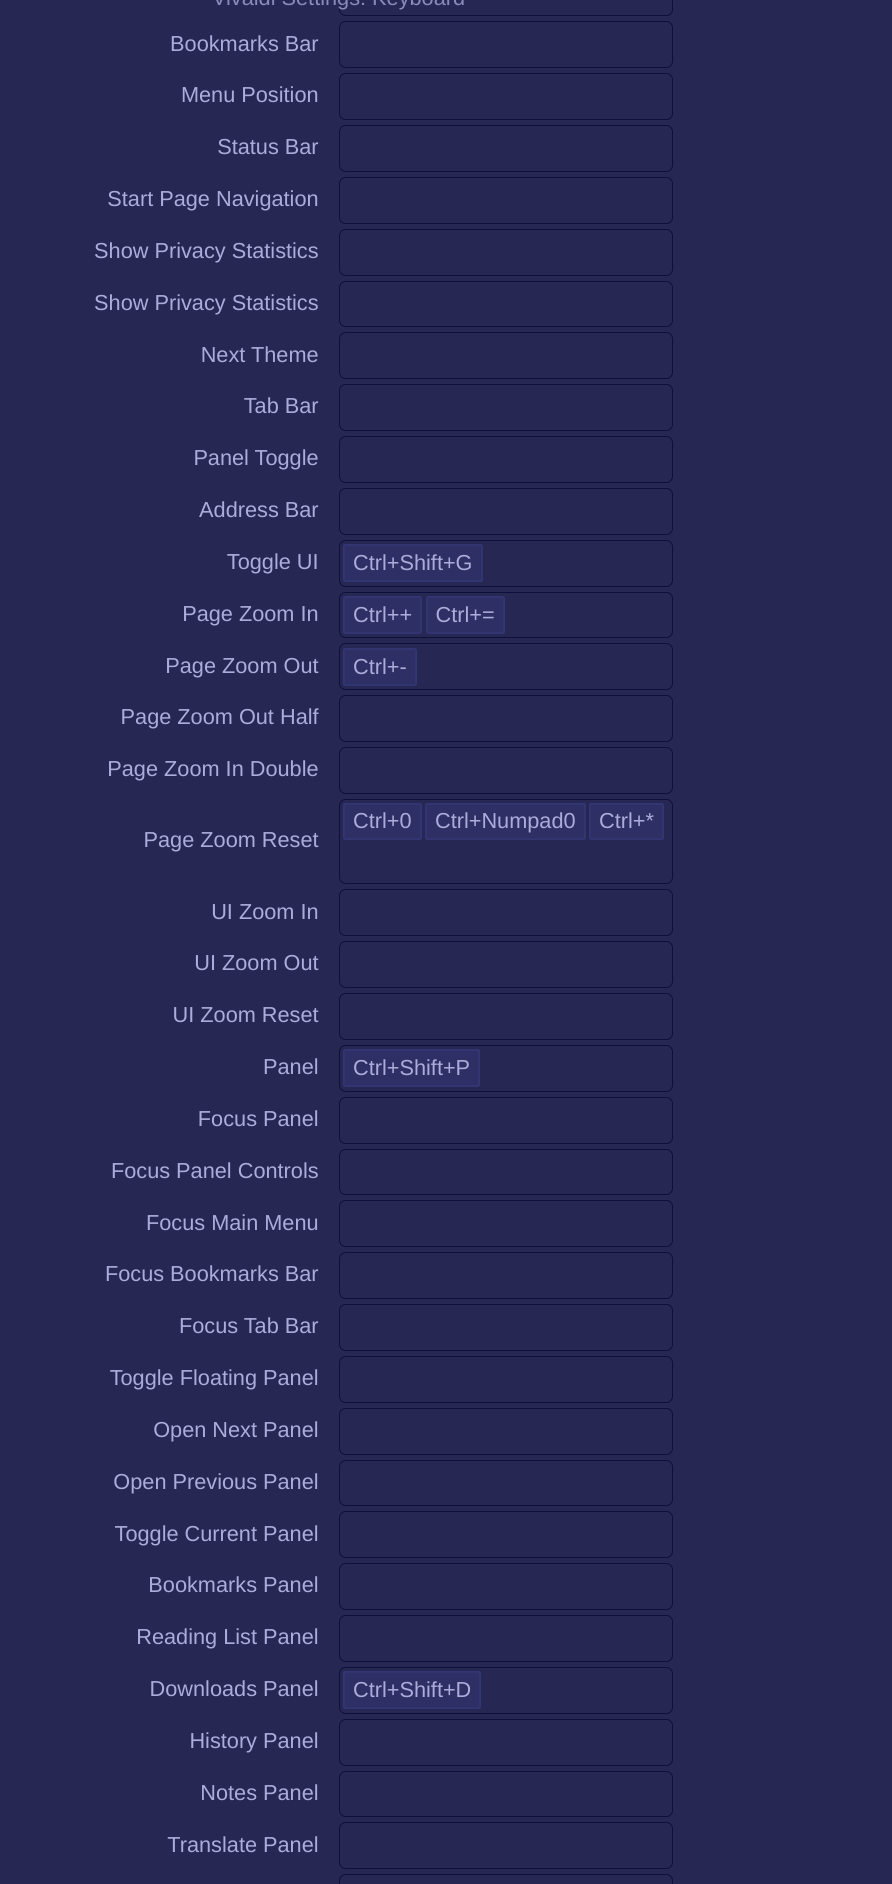 Vivaldi Settings: Keyboard
Bookmarks Bar
Menu Position
Status Bar
Start Page Navigation
Show Privacy Statistics
Show Privacy Statistics
Next Theme
Tab Bar
Panel Toggle
Address Bar
Toggle UI Ctrl+Shift+G
Page Zoom In Ctrl++ Ctrl+=
Page Zoom Out Ctrl+-
Page Zoom Out Half
Page Zoom In Double
Page Zoom Reset Ctrl+0 Ctrl+Numpad0 Ctrl+*
UI Zoom In
UI Zoom Out
UI Zoom Reset
Panel Ctrl+Shift+P
Focus Panel
Focus Panel Controls
Focus Main Menu
Focus Bookmarks Bar
Focus Tab Bar
Toggle Floating Panel
Open Next Panel
Open Previous Panel
Toggle Current Panel
Bookmarks Panel
Reading List Panel
Downloads Panel Ctrl+Shift+D
History Panel
Notes Panel
Translate Panel